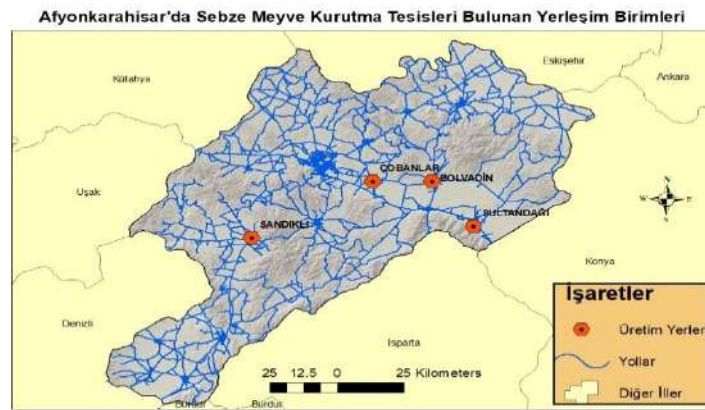 Afyonkarahisar'da Sebze Meyve Kurutma Tesisleri Bulunan Yerleşim Birimleri
Eskişehir
Kütahya
Ankara
ÇOBANLAR
BOLVADİN
Uşak
SULTANDAĞI
SANDIKLI
Konya
İşaretler
Üretim Yerler
Denizli
Isparta
Yollar
25 12.5 0 25 Kilometers
Diğer İller
Burdur